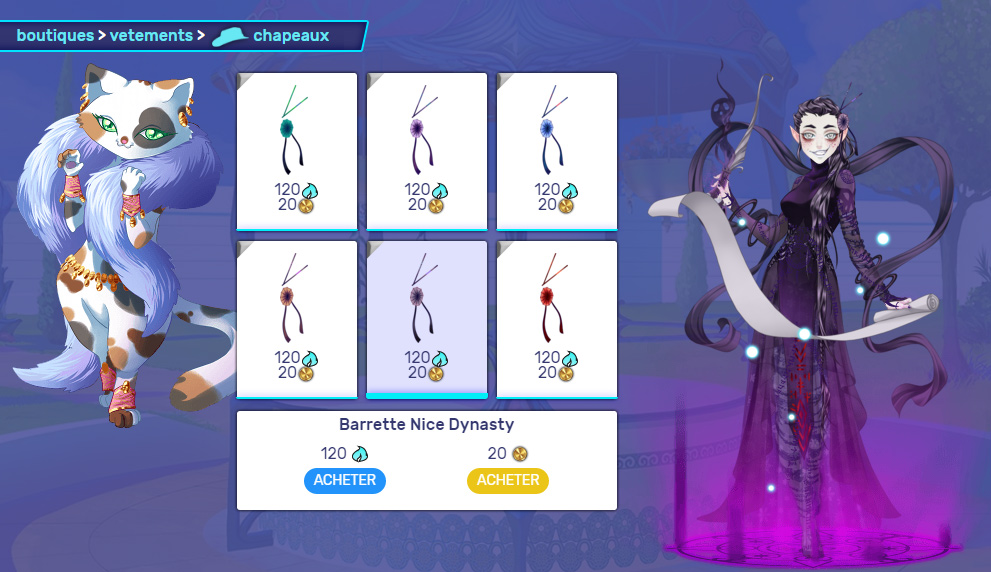 boutiques > vetements > chapeaux
120 120 120
20 20 20
120 120 120
20 20 20
Barrette Nice Dynasty
120 20
ACHETER ACHETER